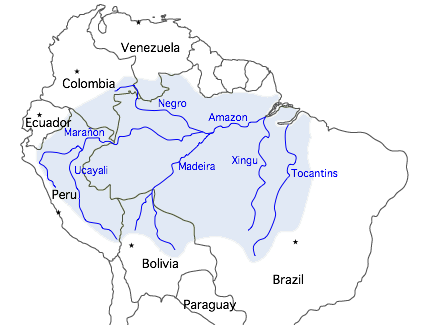 Venezuela
Colombia
Negro
Amazon
Ecuador
Marañon
Madeira
Xingu
Ucayali
Tocantins
Peru
Bolivia
Brazil
Paraguay